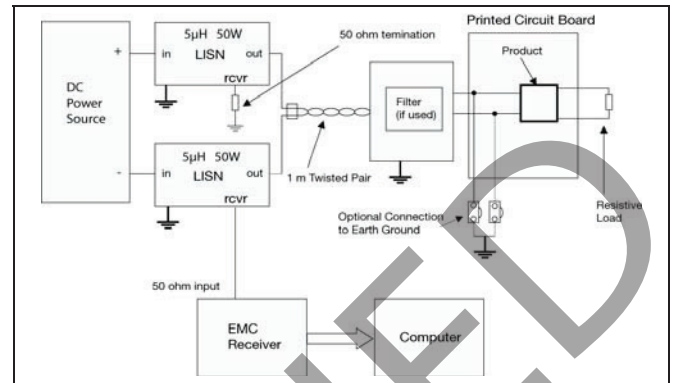 Printed Circuit Board
5μH 50W
LISN
in
out
rcvr
50 ohm temination
Product
+
DC
Power
Source
Filter
(if used)
5μH 50W
LISN
-
in
out
rcvr
1 m Twisted Pair
Optional Connection
to Earth Ground
Resistive
Load
50 ohm input
EMC
Receiver
Computer